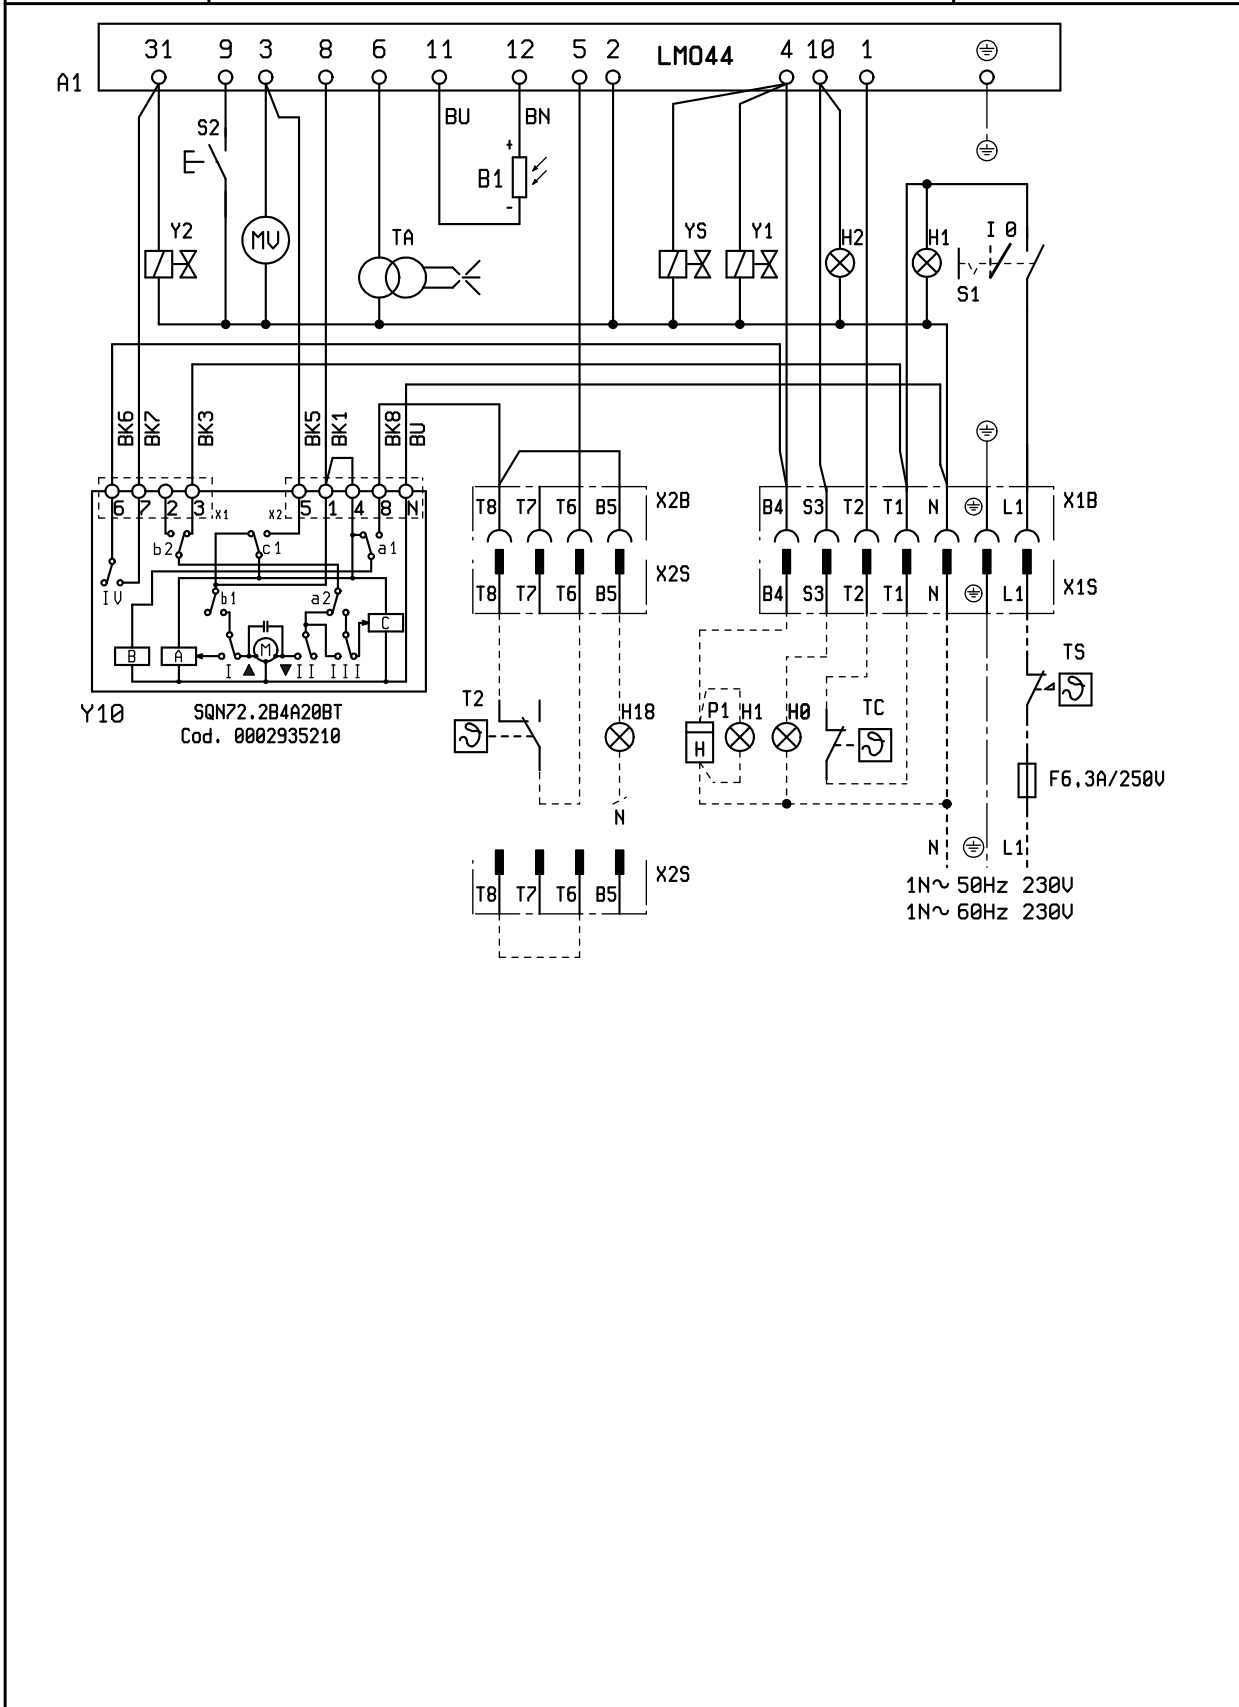 31 9 3 8 6 11 12 5 2 LMO44 4 10 1
A1
BU BN
S2
+
B1
-
Y2 MV TA YS Y1 H2 H1 I 0
S1
BK6 BK7 BK3 BK5 BK1 BK8 BU
6 7 2 3 X1 X2 5 1 4 8 N
T8 T7 T6 B5 X2B
B4 S3 T2 T1 N L1 X1B
b2 c1 a1
X2S
T8 T7 T6 B5
B4 S3 T2 T1 N L1 X1S
IV b1 a2 C
B A M
I II III
TS
Y10 SQN72.2B4A20BT
Cod. 0002935210
T2 H18 P1 H1 H0 TC
H
F6,3A/250V
N
N L1
X2S
T8 T7 T6 B5
1N~ 50Hz 230V
1N~ 60Hz 230V